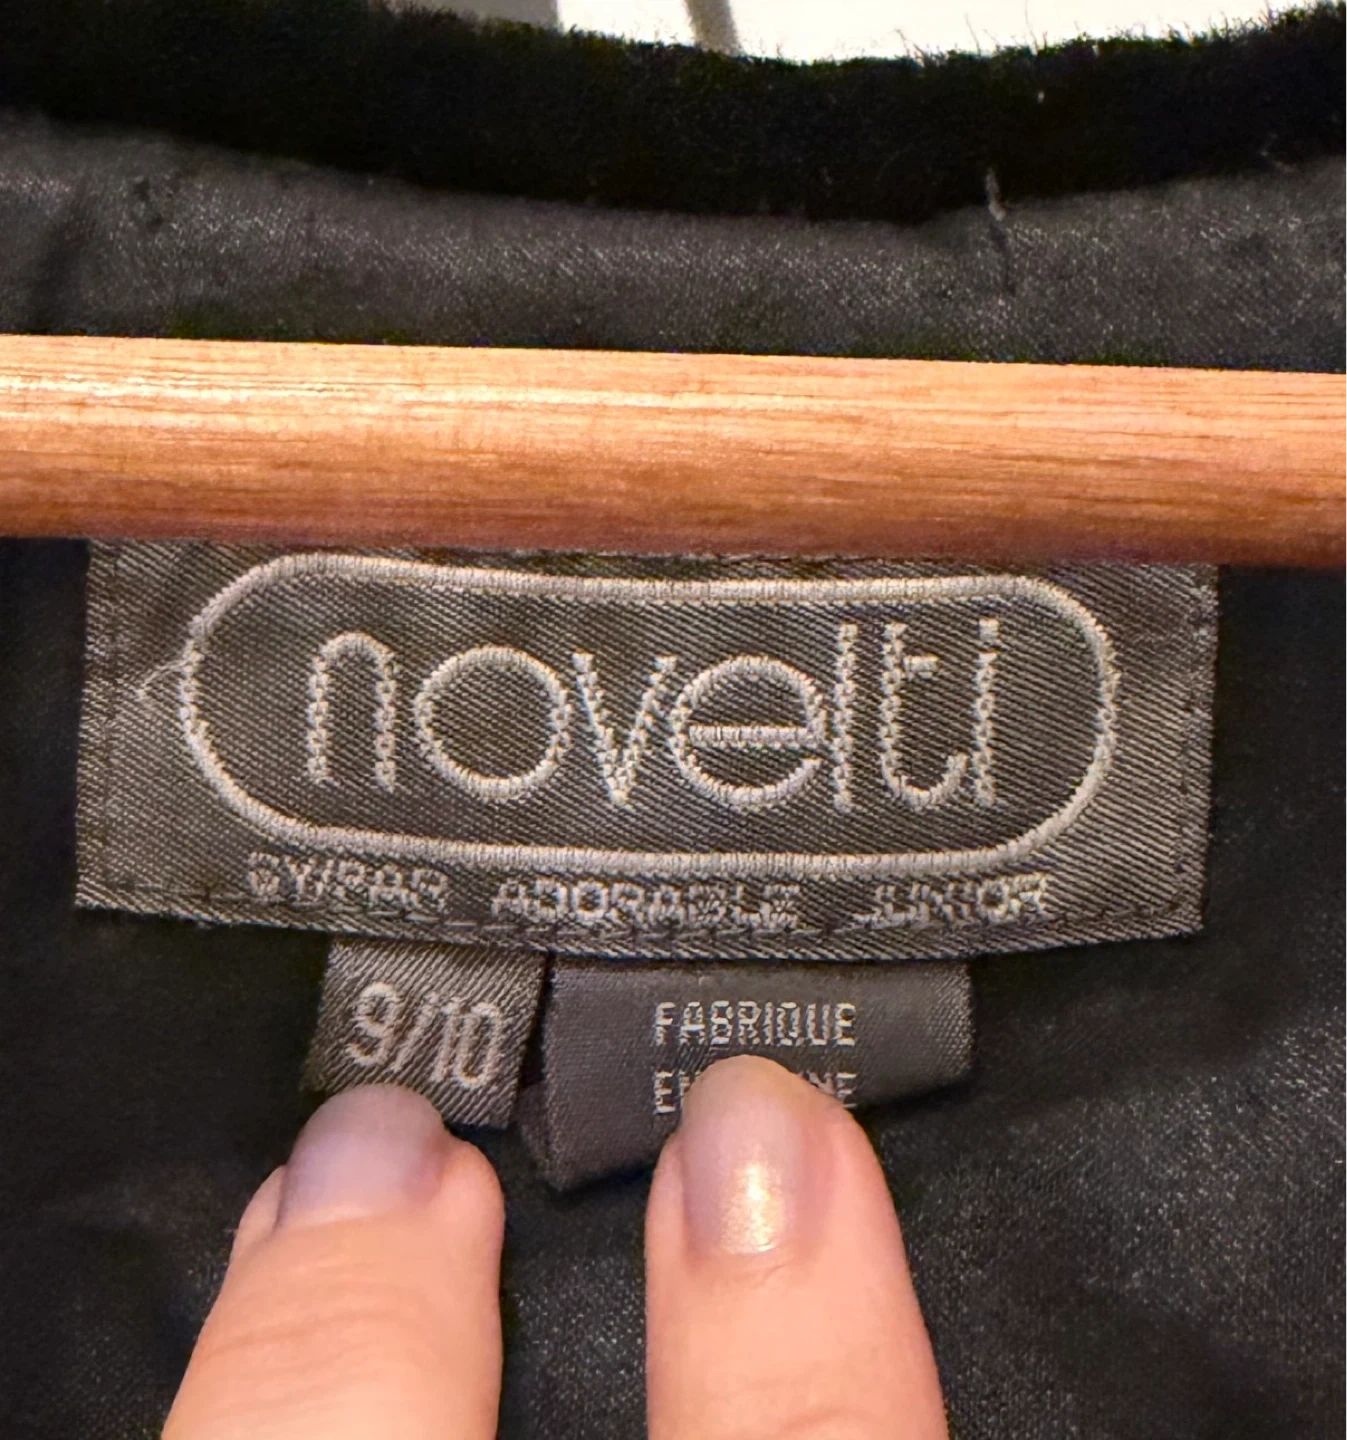 novelti
BY/PAR ADORABLE JUNIOR
9/10
FABRIQUE